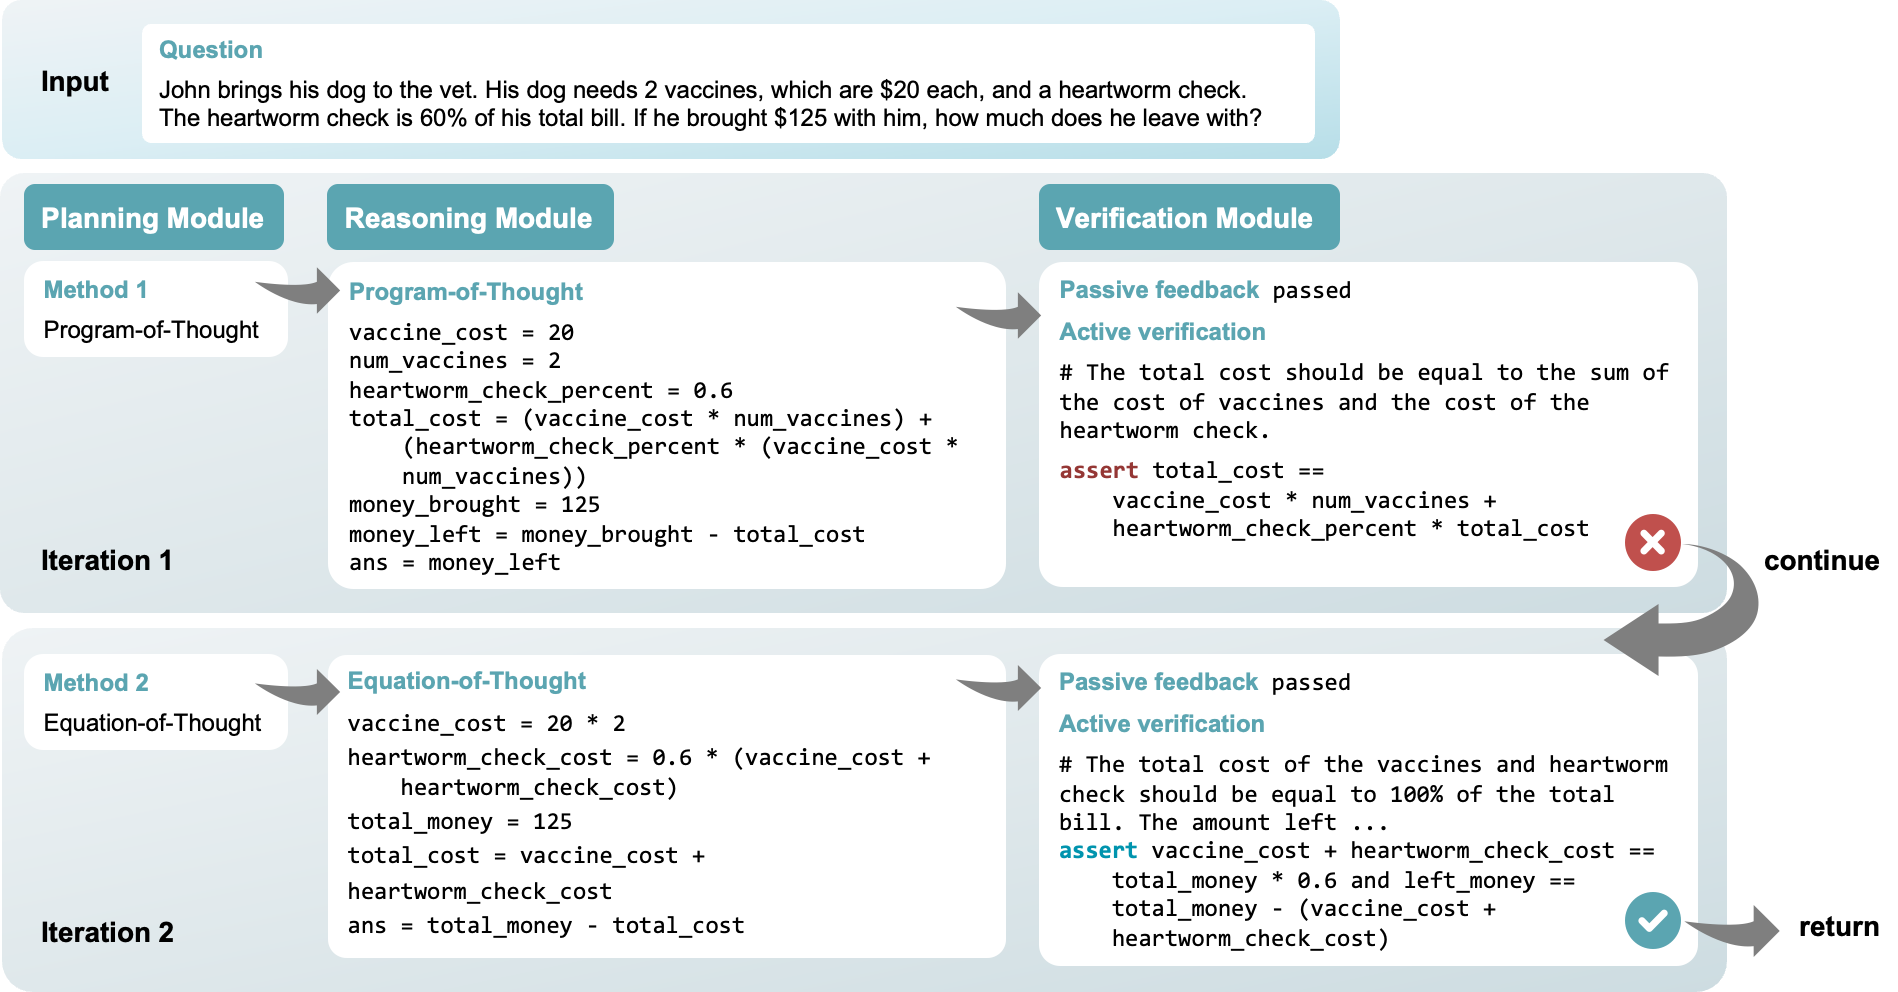 Input
Question
John brings his dog to the vet. His dog needs 2 vaccines, which are $20 each, and a heartworm check.
The heartworm check is 60% of his total bill. If he brought $125 with him, how much does he leave with?
Planning Module
Reasoning Module
Verification Module
Method 1
Program-of-Thought
Program-of-Thought
vaccine_cost = 20
num_vaccines = 2
heartworm_check_percent = 0.6
total_cost = (vaccine_cost * num_vaccines) +
(heartworm_check_percent * (vaccine_cost *
num_vaccines))
money_brought = 125
money_left = money_brought - total_cost
ans = money_left
Passive feedback passed
Active verification
# The total cost should be equal to the sum of
the cost of vaccines and the cost of the
heartworm check.
assert total_cost ==
vaccine_cost * num_vaccines +
heartworm_check_percent * total_cost
Iteration 1
continue
Method 2
Equation-of-Thought
Equation-of-Thought
vaccine_cost = 20 * 2
heartworm_check_cost = 0.6 * (vaccine_cost +
heartworm_check_cost)
total_money = 125
total_cost = vaccine_cost +
heartworm_check_cost
ans = total_money - total_cost
Passive feedback passed
Active verification
# The total cost of the vaccines and heartworm
check should be equal to 100% of the total
bill. The amount left ...
assert vaccine_cost + heartworm_check_cost ==
total_money * 0.6 and left_money ==
total_money - (vaccine_cost +
heartworm_check_cost)
Iteration 2
return